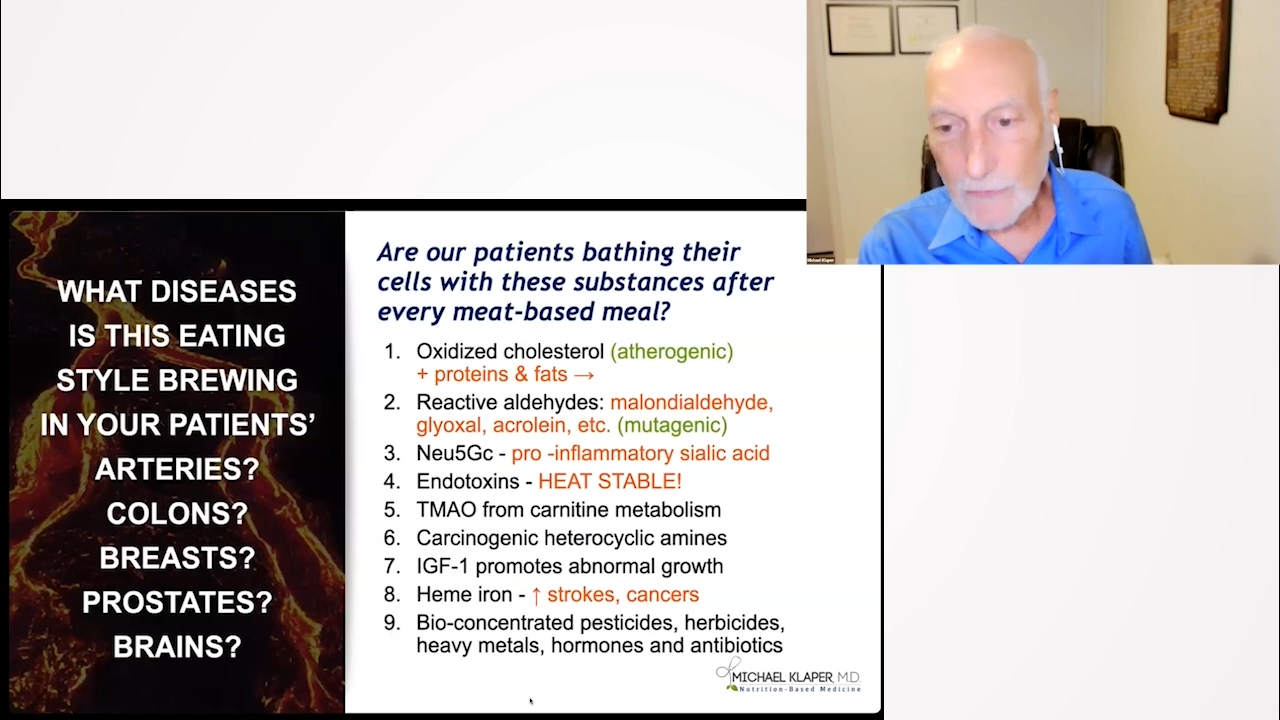 WHAT DISEASES
IS THIS EATING
STYLE BREWING
IN YOUR PATIENTS’
ARTERIES?
COLONS?
BREASTS?
PROSTATES?
BRAINS?
Are our patients bathing their
cells with these substances after
every meat-based meal?
1. Oxidized cholesterol (atherogenic)
+ proteins & fats →
2. Reactive aldehydes: malondialdehyde,
glyoxal, acrolein, etc. (mutagenic)
3. Neu5Gc - pro -inflammatory sialic acid
4. Endotoxins - HEAT STABLE!
5. TMAO from carnitine metabolism
6. Carcinogenic heterocyclic amines
7. IGF-1 promotes abnormal growth
8. Heme iron - ↑ strokes, cancers
9. Bio-concentrated pesticides, herbicides,
heavy metals, hormones and antibiotics
MICHAEL KLAPER, M.D.
Nutrition-Based Medicine
Michael Klaper